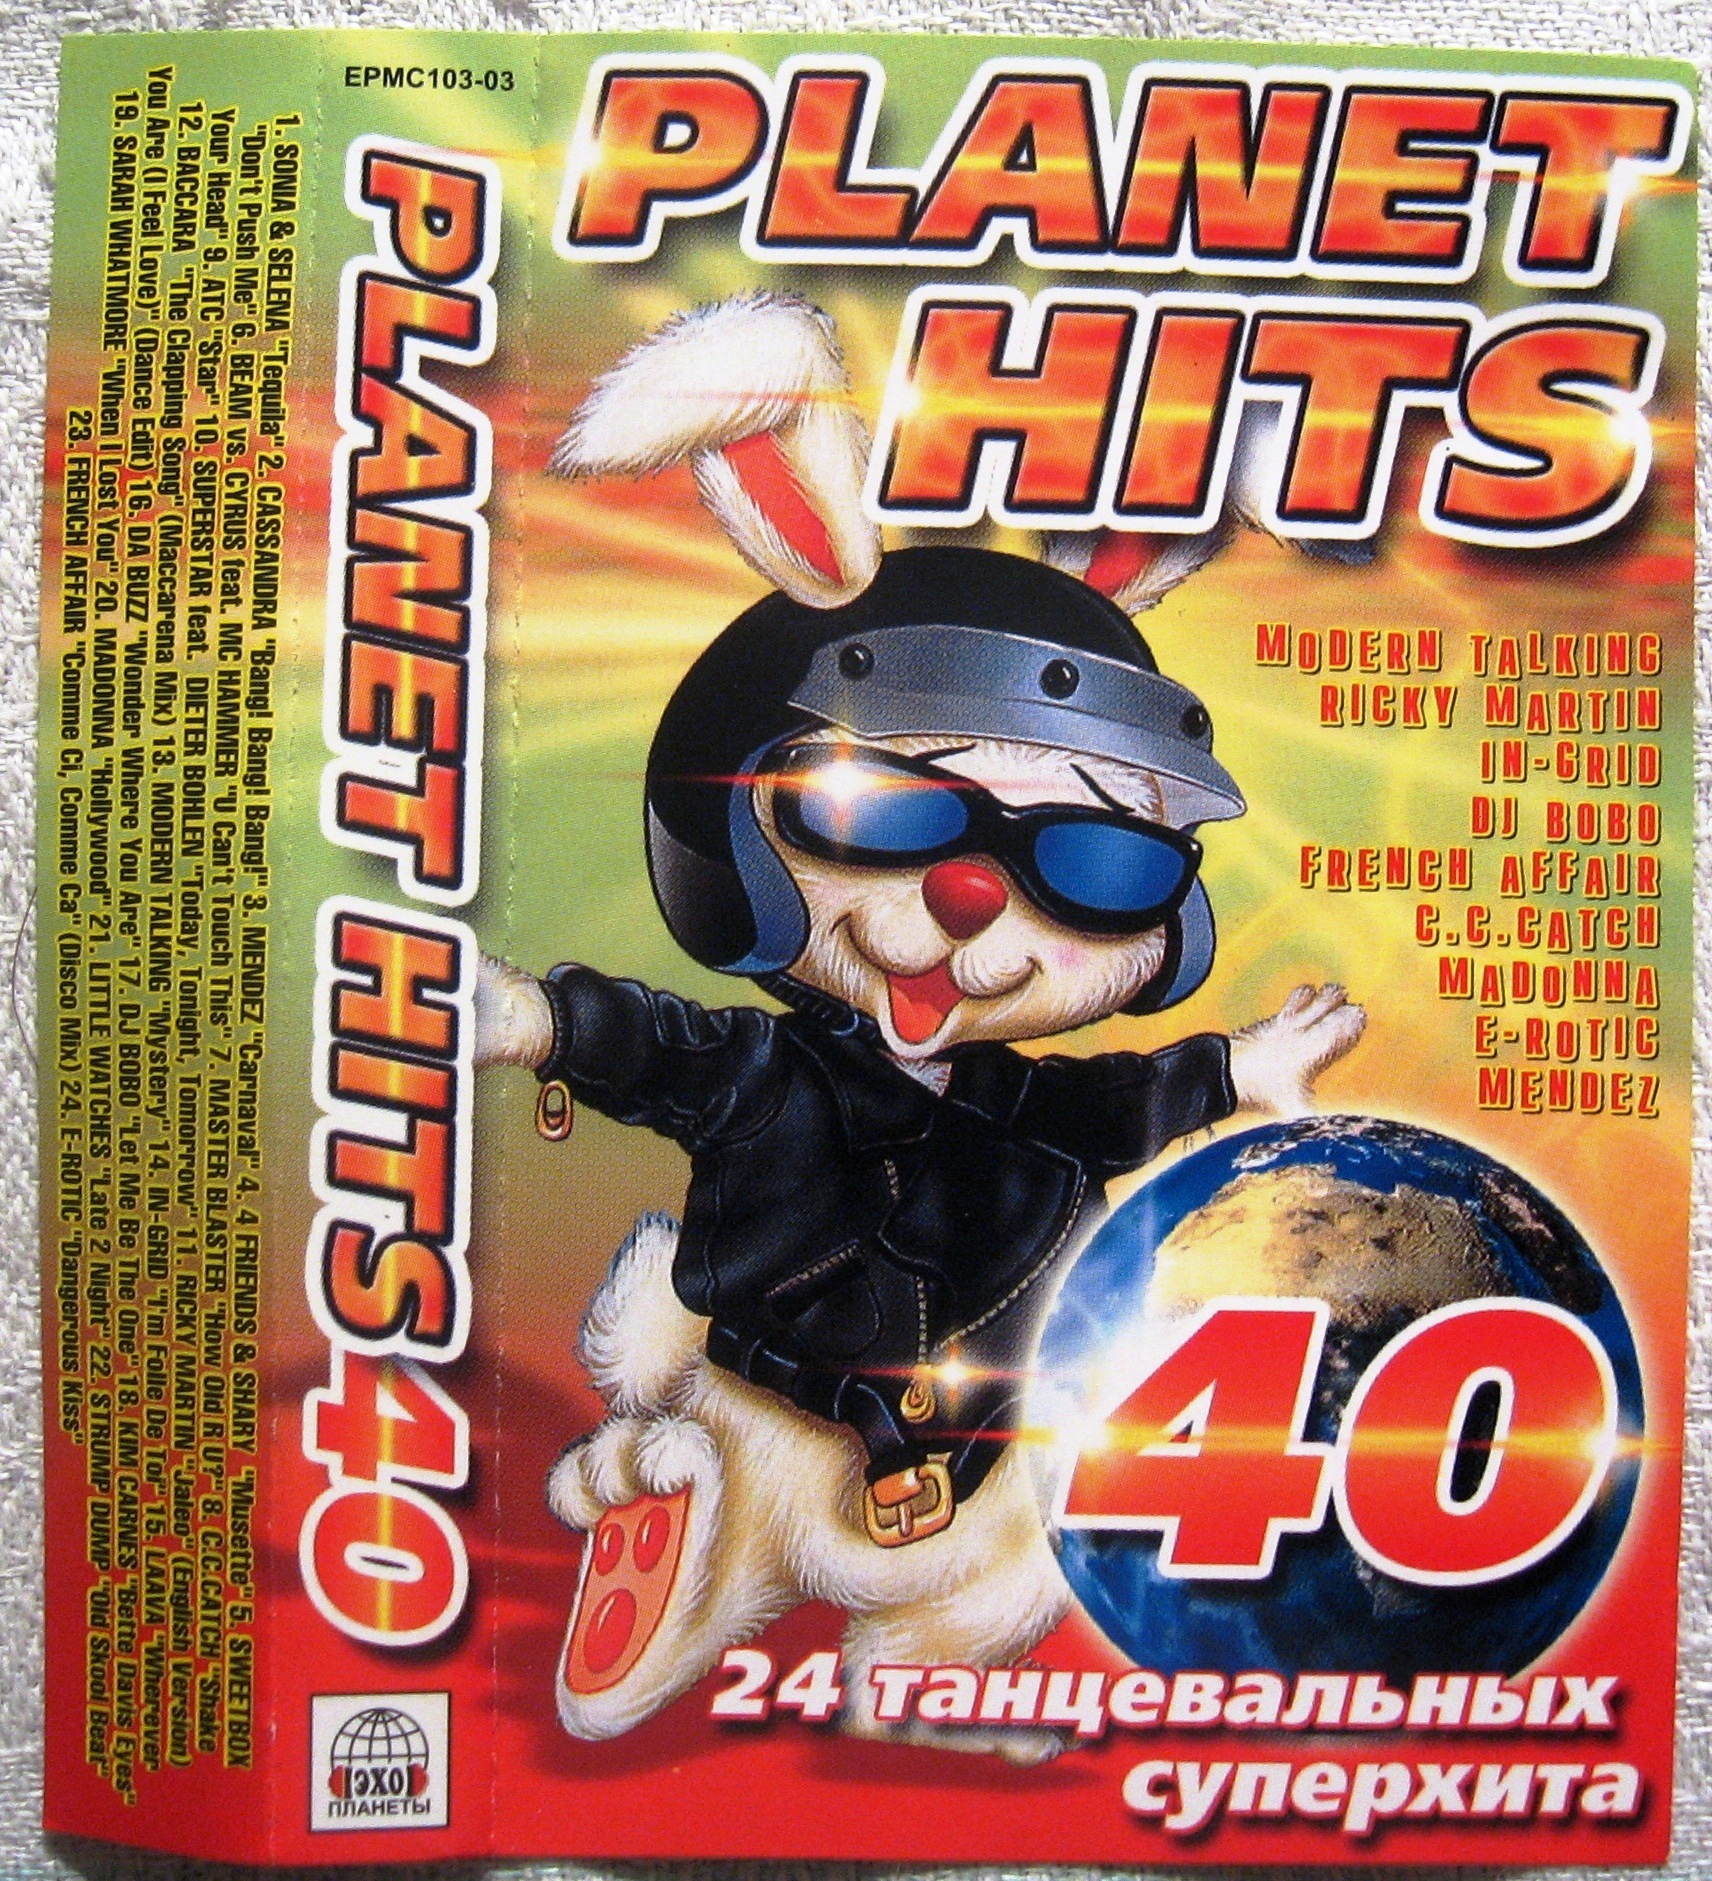 EPMC103-03
PLANET
HITS
MODERN TALKING
RICKY MARTIN
IN-GRID
DJ BOBO
FRENCH AFFAIR
C.C.CATCH
MADONNA
E-ROTIC
MENDEZ
40
24 танцевальных
суперхита
PLANET HITS 40
ЭХО
ПЛАНЕТЫ
1. SONIA & SELENA "Tequila" 2. CASSANDRA "Bang! Bang! Bang!" 3. MENDEZ "Carnaval" 4. 4 FRIENDS & SHARY "Musette" 5. SWEETBOX
"Don't Push Me" 6. BEAM vs. CYRUS feat. MC HAMMER "U Can't Touch This" 7. MASTER BLASTER "How Old R U?" 8. C.C.CATCH "Shake
Your Head" 9. ATC "Star" 10. SUPERSTAR feat. DIETER BOHLEN "Today, Tonight, Tomorrow" 11. RICKY MARTIN "Jaleo" (English Version)
12. BACCARA "The Clapping Song" (Maccarena Mix) 13. MODERN TALKING "Mystery" 14. IN-GRID "I'm Folle De Toi" 15. LAAVA "Wherever
You Are (I Feel Love)" (Dance Edit) 16. DA BUZZ "Wonder Where You Are" 17. DJ BOBO "Let Me Be The One" 18. KIM CARNES "Bette Davis Eyes"
19. SARAH WHATMORE "When I Lost You" 20. MADONNA "Hollywood" 21. LITTLE WATCHES "Late 2 Night" 22. STRUMP DUMP "Old Skool Beat"
23. FRENCH AFFAIR "Comme Ci, Comme Ca" (Disco Mix) 24. E-ROTIC "Dangerous Kiss"